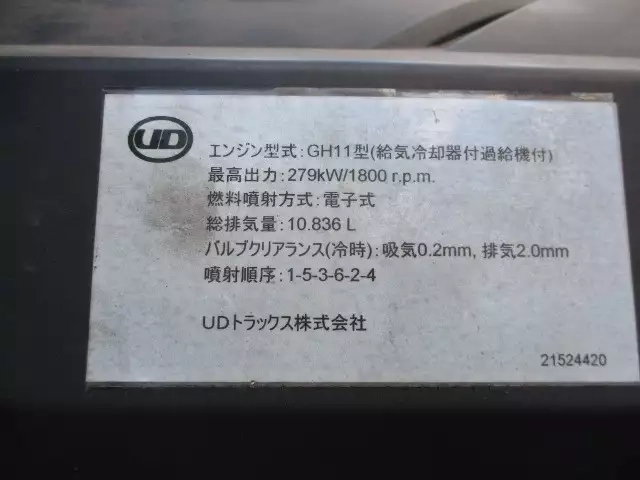 UD
エンジン型式:GH11型(給気冷却器付過給機付)
最高出力:279kW/1800 r.p.m.
燃料噴射方式:電子式
総排気量:10.836 L
バルブクリアランス(冷時):吸気0.2mm, 排気2.0mm
噴射順序:1-5-3-6-2-4
UDトラックス株式会社
21524420